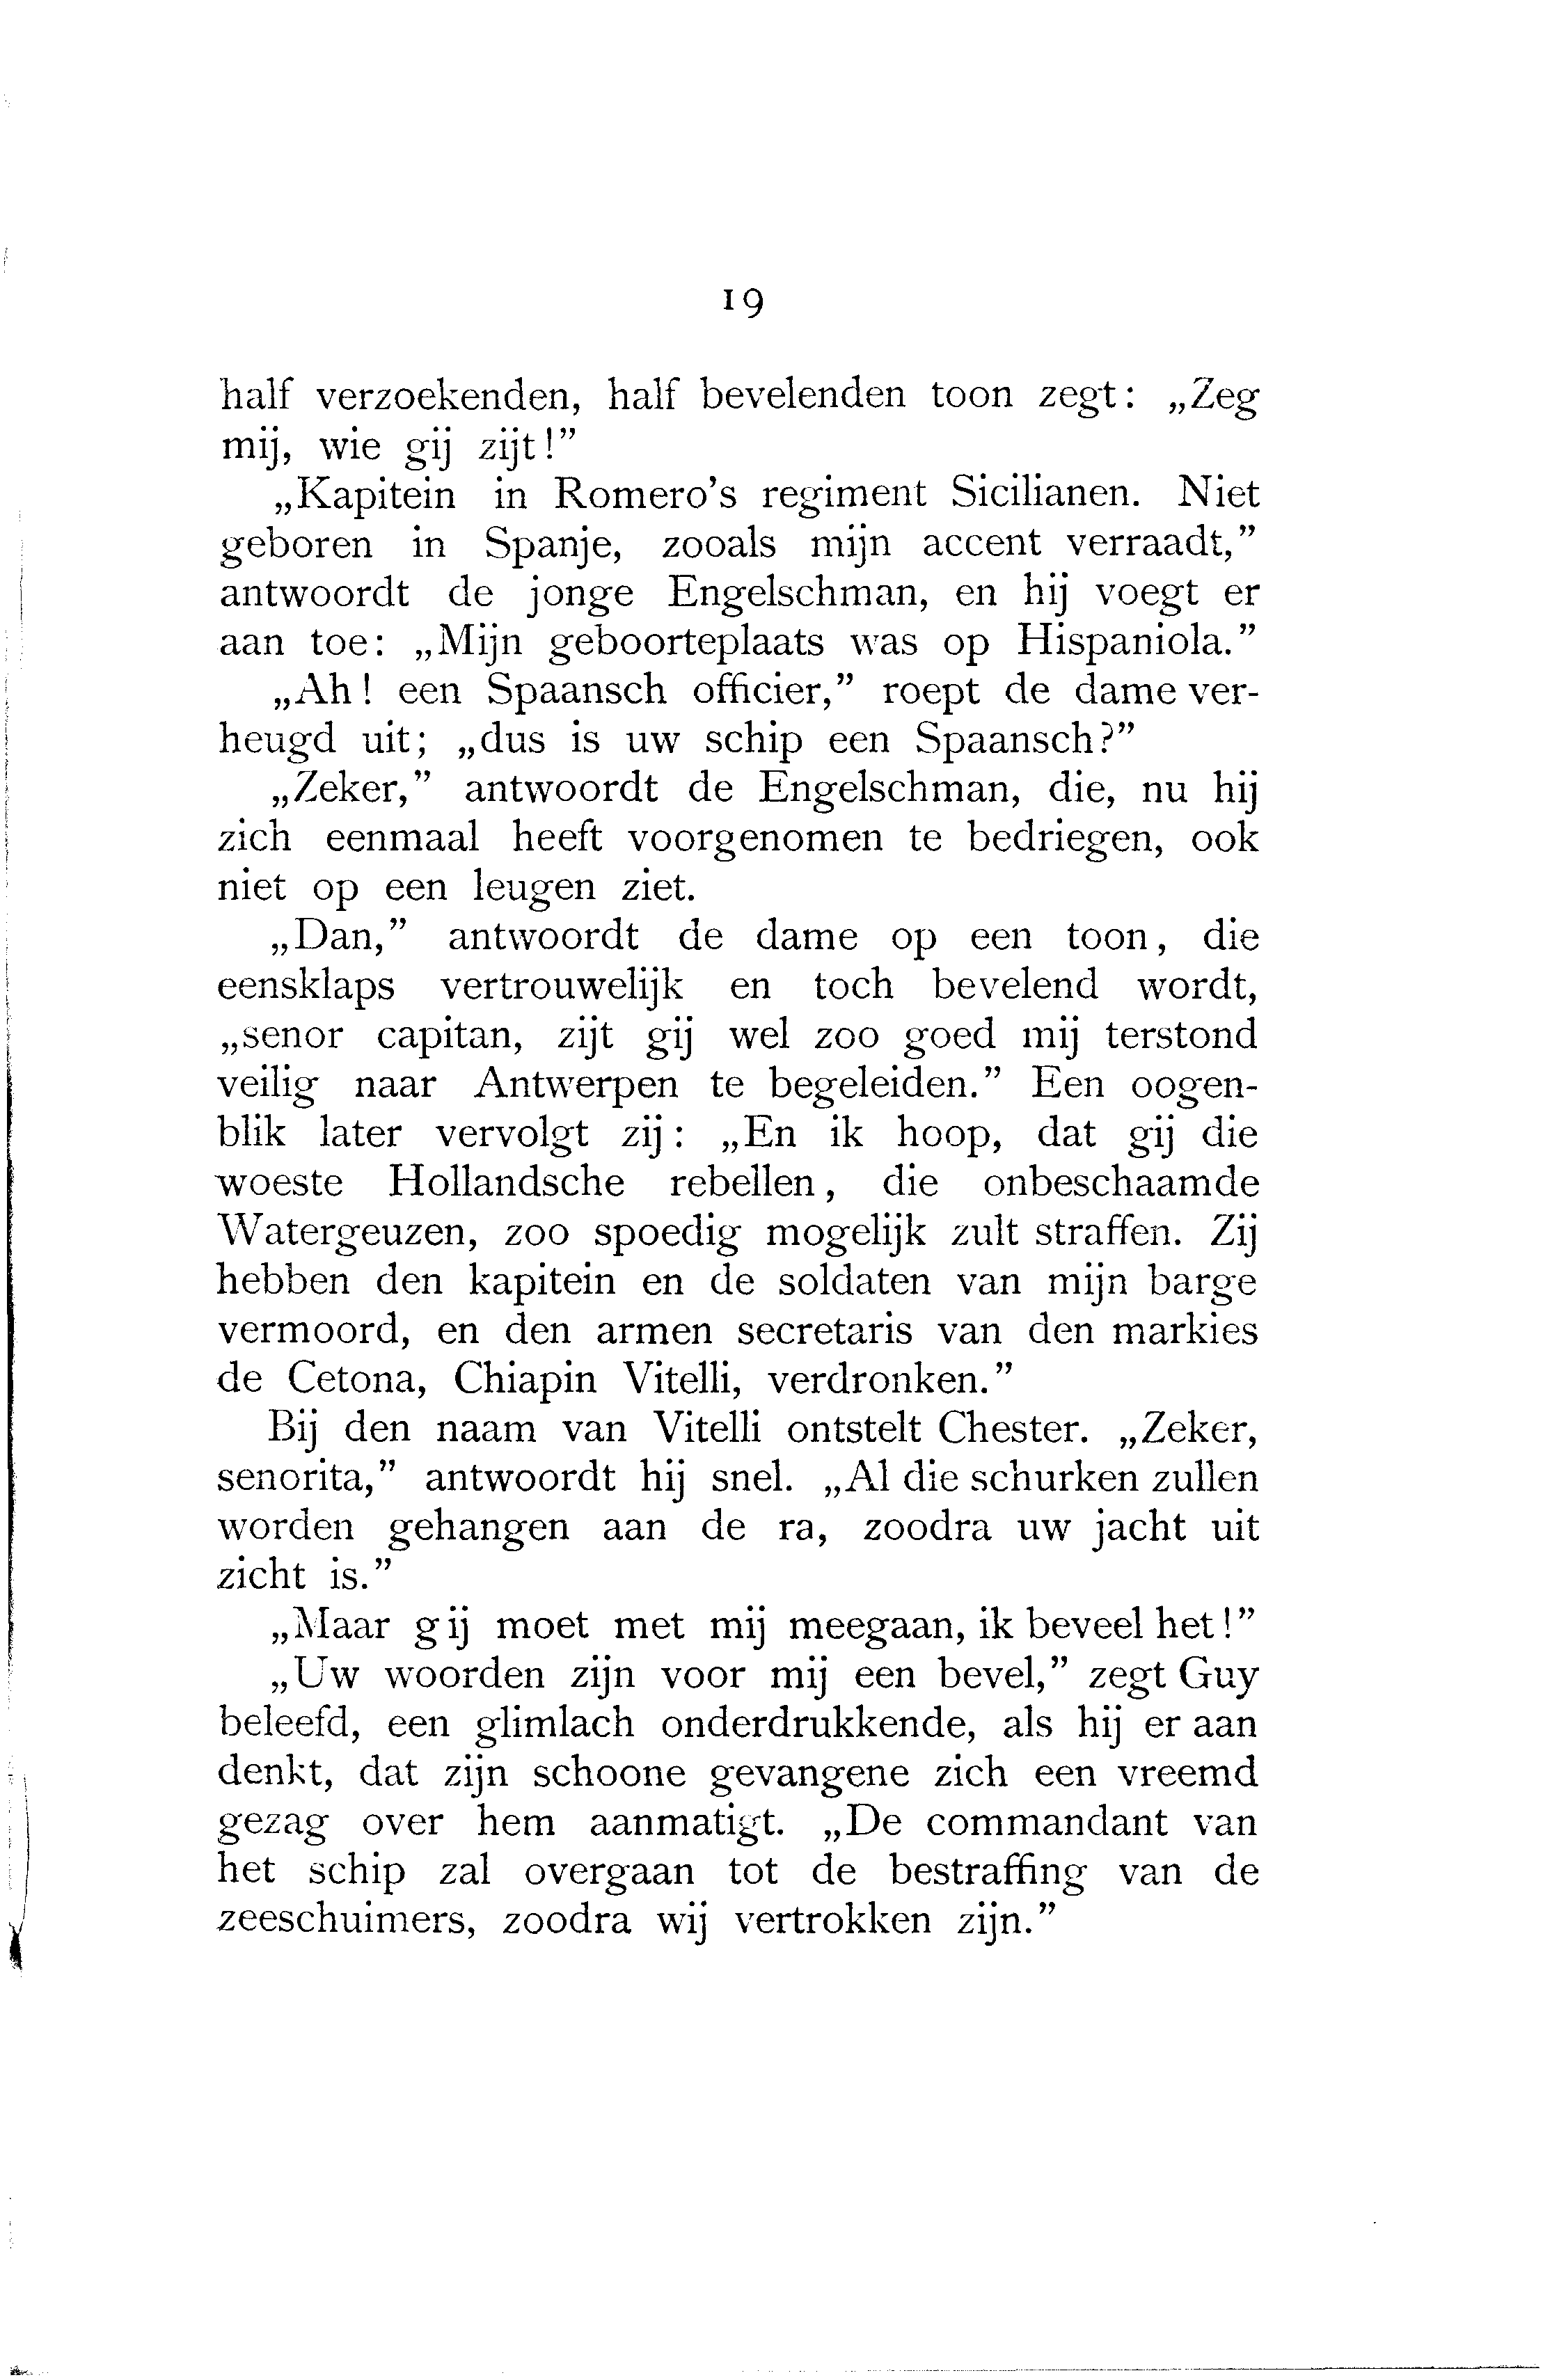 19
half verzoekenden, half bevelenden toon zegt: „Zeg
mij, wie gij zijt!”
„Kapitein in Romero’s regiment Sicilianen. Niet
geboren in Spanje, zooals mijn accent verraadt,”
antwoordt de jonge Engelschman, en hij voegt er
aan toe: „Mijn geboorteplaats was op Hispaniola.”
„Ah! een Spaansch officier,” roept de dame ver-
heugd uit; „dus is uw schip een Spaansch?”
„Zeker,” antwoordt de Engelschman, die, nu hij
zich eenmaal heeft voorgenomen te bedriegen, ook
niet op een leugen ziet.
„Dan,” antwoordt de dame op een toon, die
eensklaps vertrouwelijk en toch bevelend wordt,
„senor capitan, zijt gij wel zoo goed mij terstond
veilig naar Antwerpen te begeleiden.” Een oogen-
blik later vervolgt zij: „En ik hoop, dat gij die
woeste Hollandsche rebellen, die onbeschaamde
Watergeuzen, zoo spoedig mogelijk zult straffen. Zij
hebben den kapitein en de soldaten van mijn barge
vermoord, en den armen secretaris van den markies
de Cetona, Chiapin Vitelli, verdronken.”
Bij den naam van Vitelli ontstelt Chester. „Zeker,
senorita,” antwoordt hij snel. „Al die schurken zullen
worden gehangen aan de ra, zoodra uw jacht uit
zicht is.”
„Maar gij moet met mij meegaan, ik beveel het!”
„Uw woorden zijn voor mij een bevel,” zegt Guy
beleefd, een glimlach onderdrukkende, als hij er aan
denkt, dat zijn schoone gevangene zich een vreemd
gezag over hem aanmatigt. „De commandant van
het schip zal overgaan tot de bestraffing van de
zeeschuimers, zoodra wij vertrokken zijn.”